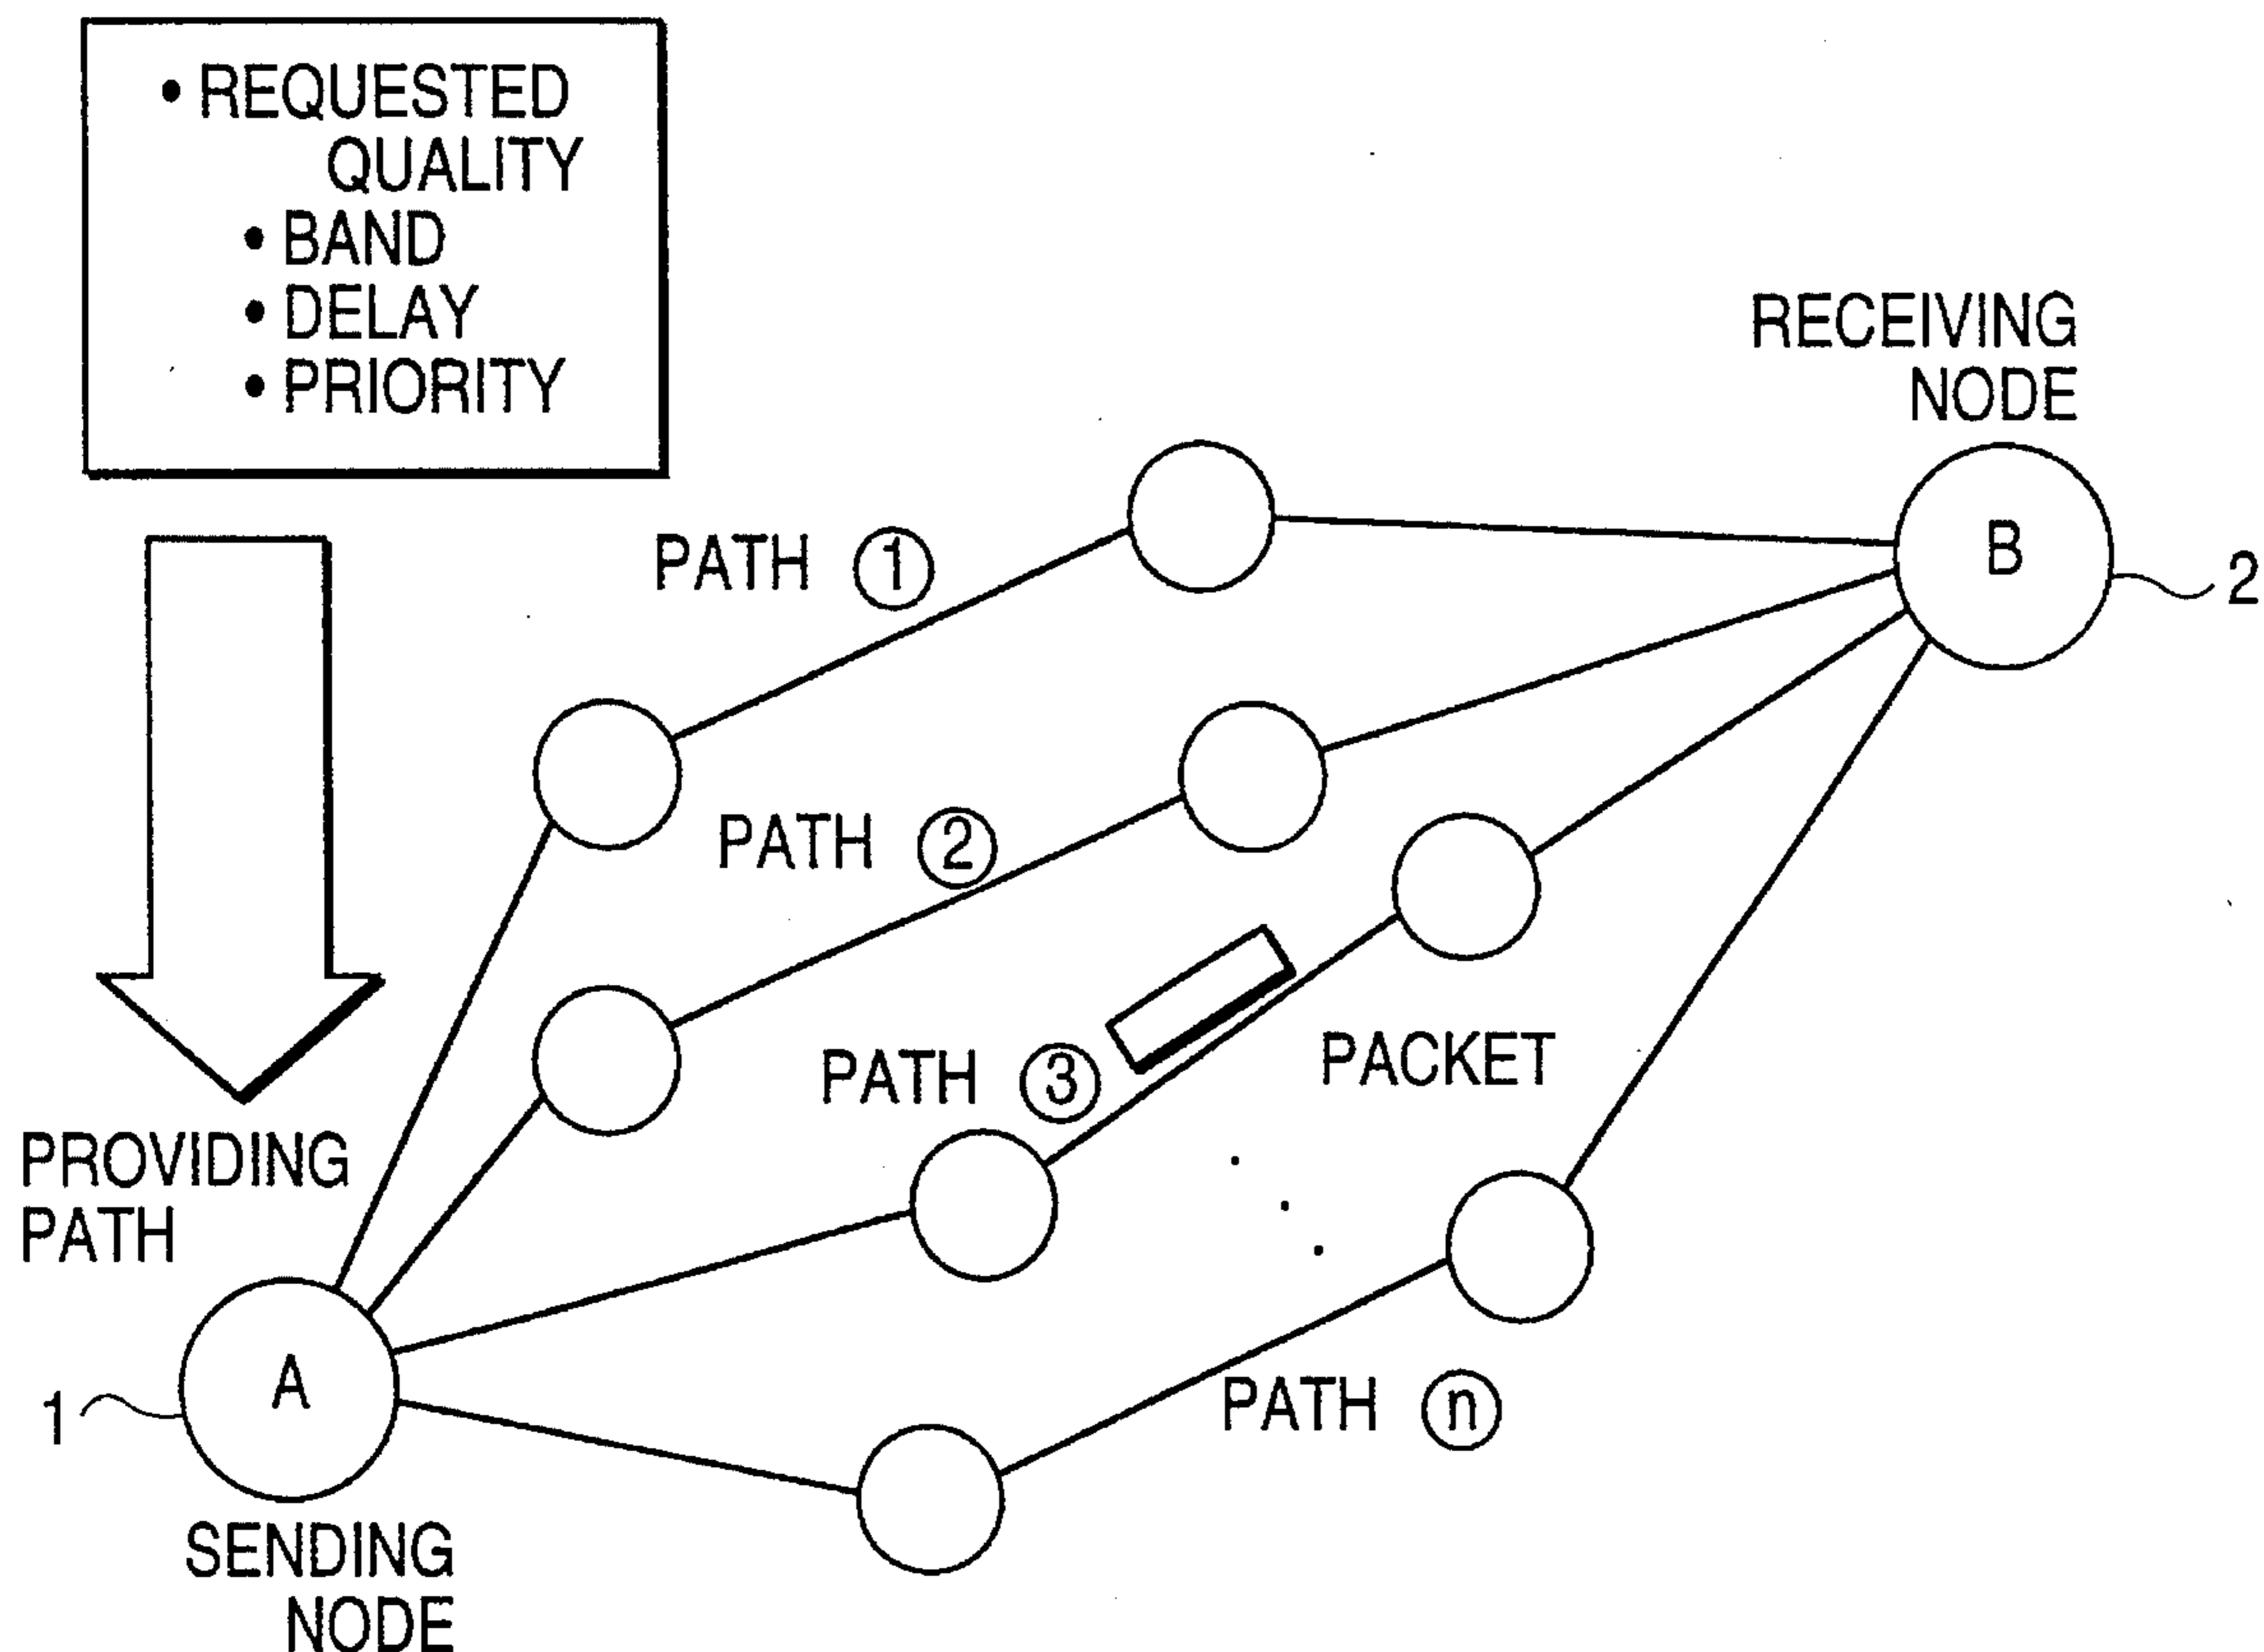 • REQUESTED
QUALITY
• BAND
• DELAY
• PRIORITY
RECEIVING
NODE
B
2
PATH ①
PATH ②
PATH ③
PACKET
PROVIDING
PATH
A
1
PATH ⓝ
SENDING
NODE